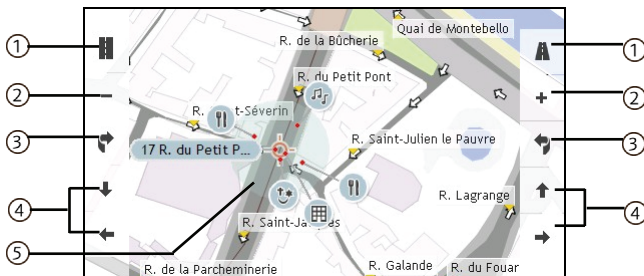 Quai de Montebello
R. de la Bûcherie
R. du Petit Pont
R. t-Séverin
17 R. du Petit P...
R. Saint-Julien le Pauvre
R. Lagrange
R. Saint-Ja es
R. Galande
R. du Fouar
R. de la Parcheminerie
1
2
3
4
5
1
2
3
4